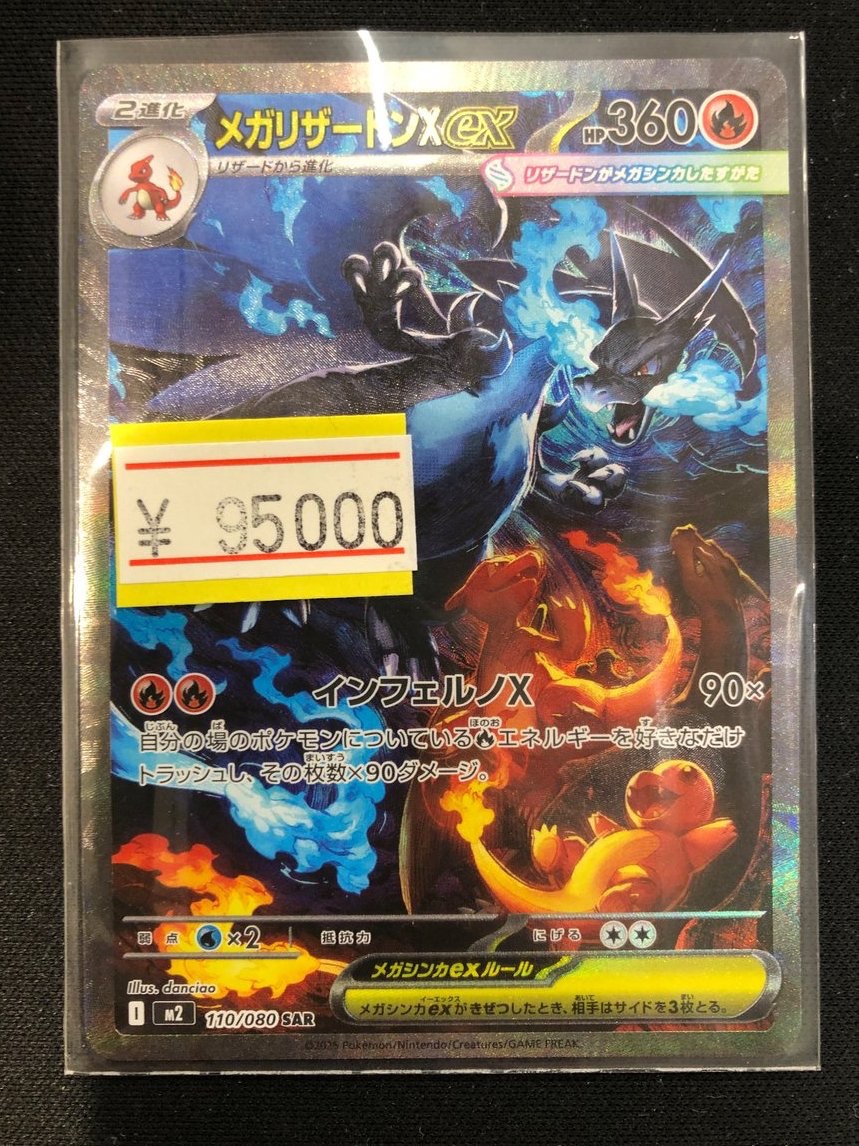 2進化
メガリザードンXex
HP360
リザードから進化
リザードンがメガシンカしたすがた
¥ 95000
インフェルノX 90×
自分の場のポケモンについているエネルギーを好きなだけ
トラッシュし、その枚数×90ダメージ。
弱点 ×2 抵抗力 にげる
メガシンカexルール
メガシンカexがきぜつしたとき、相手はサイドを3枚とる。
Illus. danciao
I M2 110/080 SAR
©2025 Pokémon/Nintendo/Creatures/GAME FREAK.